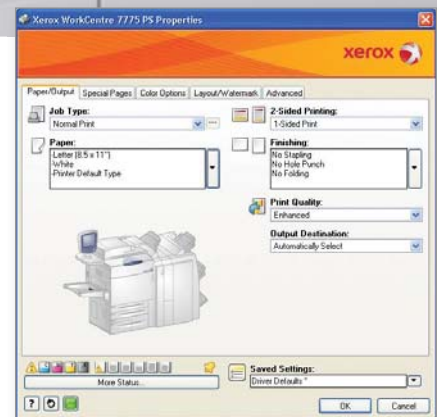 Xerox WorkCentre 7775 PS Properties
xerox
Paper/Output Special Pages Color Options Layout/Watermark Advanced
Job Type:
Normal Print
Paper:
-Letter (8.5 x 11")
-White
-Printer Default Type
2-Sided Printing:
1-Sided Print
Finishing:
No Stapling
No Hole Punch
No Folding
Print Quality:
Enhanced
Output Destination:
Automatically Select
More Status...
Saved Settings:
Driver Defaults *
OK Cancel